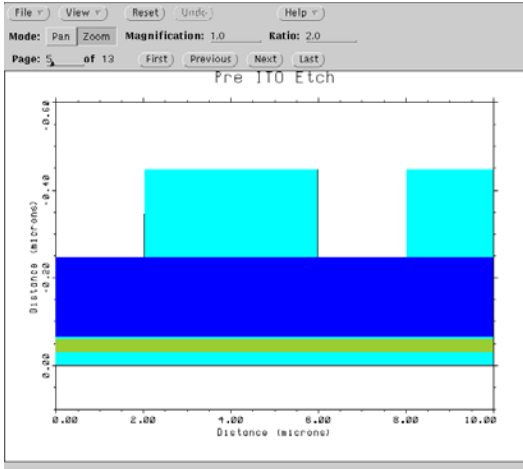 File View Reset Undo Help
Mode: Pan Zoom Magnification: 1.0 Ratio: 2.0
Page: 5 of 13 First Previous Next Last
Pre ITO Etch
-0.60
-0.40
-0.20
0.00
Distance (microns)
0.00 2.00 4.00 6.00 8.00 10.00
Distance (microns)